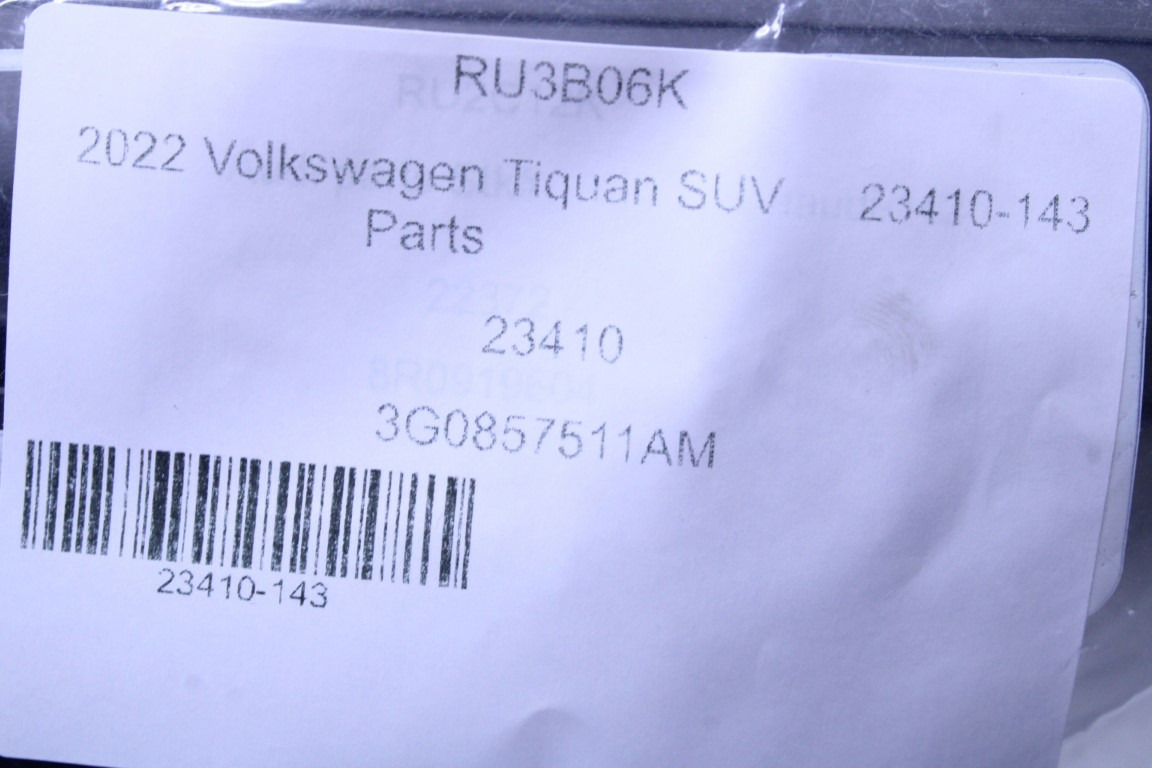 RU3B06K
2022 Volkswagen Tiquan SUV 23410-143
Parts
23410
3G0857511AM
23410-143